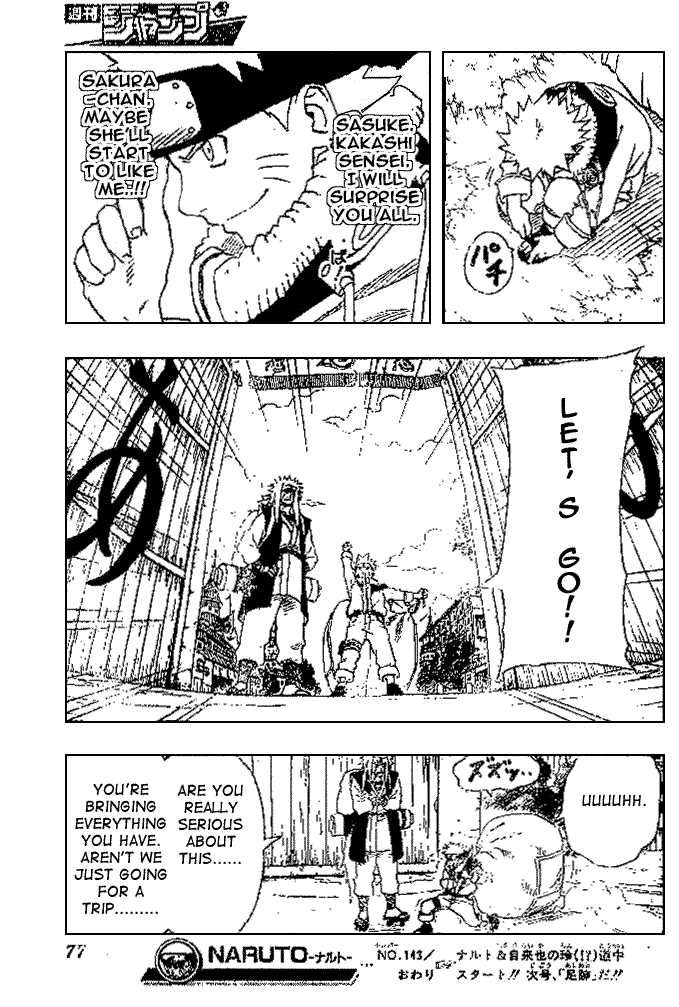 週刊
ジャンプ
パチ
SASUKE,
KAKASHI
SENSEI,
I WILL
SURPRISE
YOU ALL.
SAKURA
-CHAN,
MAYBE
SHE'LL
START
TO LIKE
ME..!!!
LET'S GO!!
UUUUHH.
ズズッ..
ARE YOU
REALLY
SERIOUS
ABOUT
THIS......
YOU'RE
BRINGING
EVERYTHING
YOU HAVE.
AREN'T WE
JUST GOING
FOR A
TRIP.........
77
NARUTO-ナルト-
... NO.143/おわり
ナルト&自来也の珍(!?)道中
スタート!! 次号、「足跡」だ!!